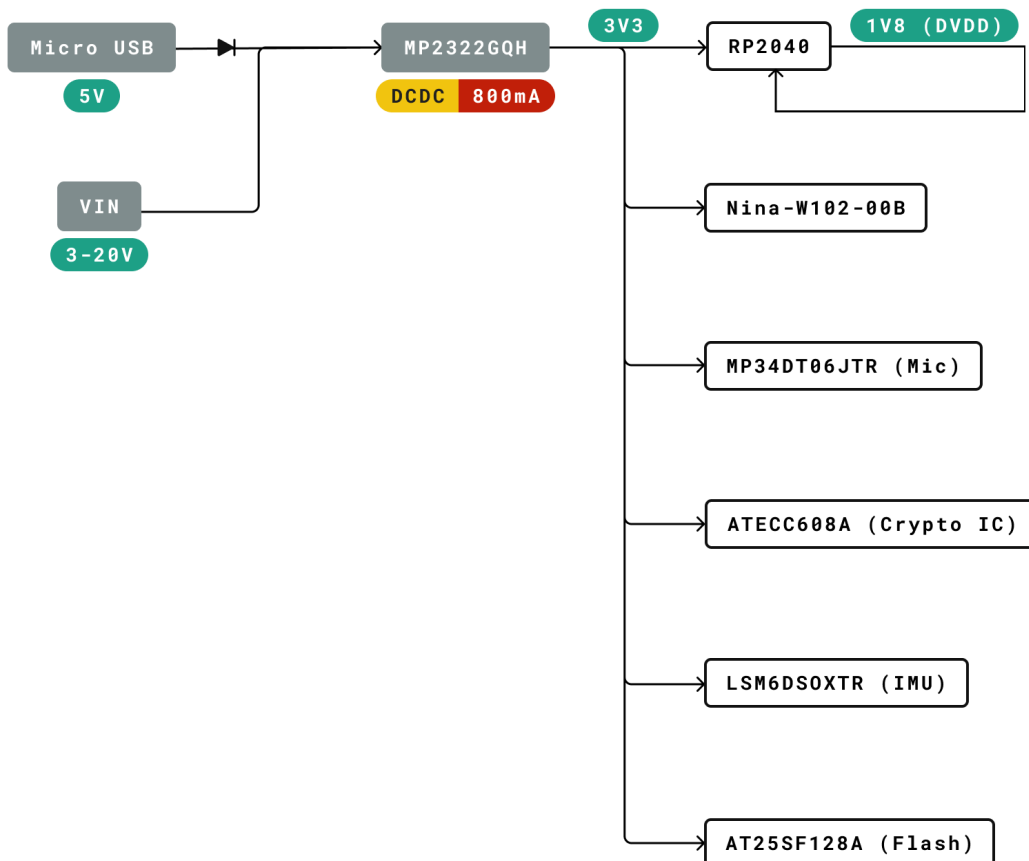 Micro USB
5V
VIN
3-20V
MP2322GQH
DCDC 800mA
3V3
RP2040
1V8 (DVDD)
Nina-W102-00B
MP34DT06JTR (Mic)
ATECC608A (Crypto IC)
LSM6DSOXTR (IMU)
AT25SF128A (Flash)